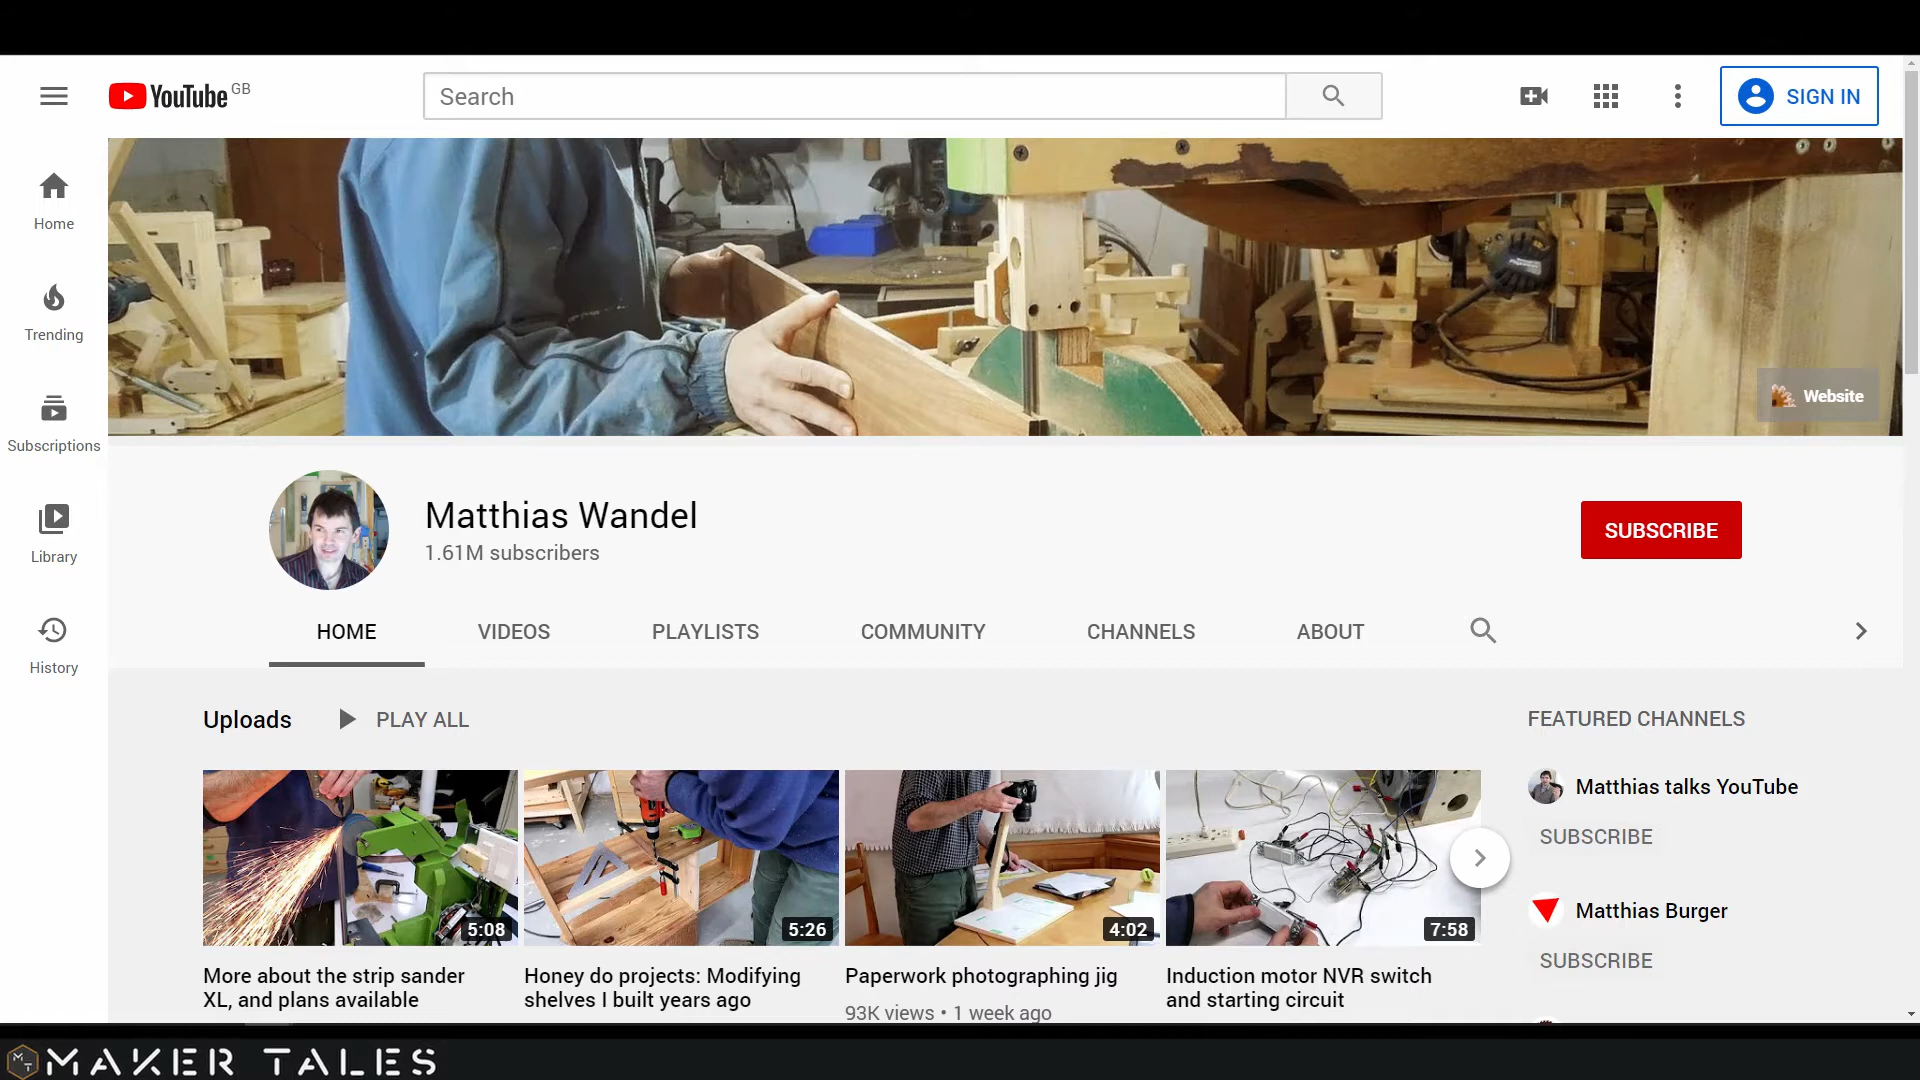 YouTube GB
Search
SIGN IN
Home
Trending
Subscriptions
Library
History
Website
Matthias Wandel
1.61M subscribers
SUBSCRIBE
HOME VIDEOS PLAYLISTS COMMUNITY CHANNELS ABOUT
Uploads PLAY ALL
5:08
5:26
4:02
7:58
More about the strip sander
XL, and plans available
Honey do projects: Modifying
shelves I built years ago
Paperwork photographing jig
93K views • 1 week ago
Induction motor NVR switch
and starting circuit
FEATURED CHANNELS
Matthias talks YouTube
SUBSCRIBE
Matthias Burger
SUBSCRIBE
MAKER TALES